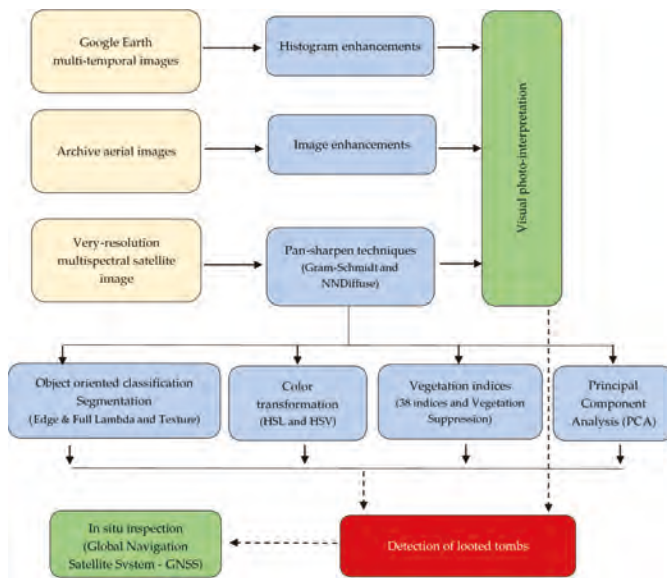 Google Earth
multi-temporal images
Histogram enhancements
Archive aerial images
Image enhancements
Visual photo-interpretation
Very-resolution
multispectral satellite
image
Pan-sharpen techniques
(Gram-Schmidt and
NNDiffuse)
Object oriented classification
Segmentation
(Edge & Full Lambda and Texture)
Color
transformation
(HSL and HSV)
Vegetation indices
(38 indices and Vegetation
Suppression)
Principal
Component
Analysis (PCA)
In situ inspection
(Global Navigation
Satellite System - GNSS)
Detection of looted tombs